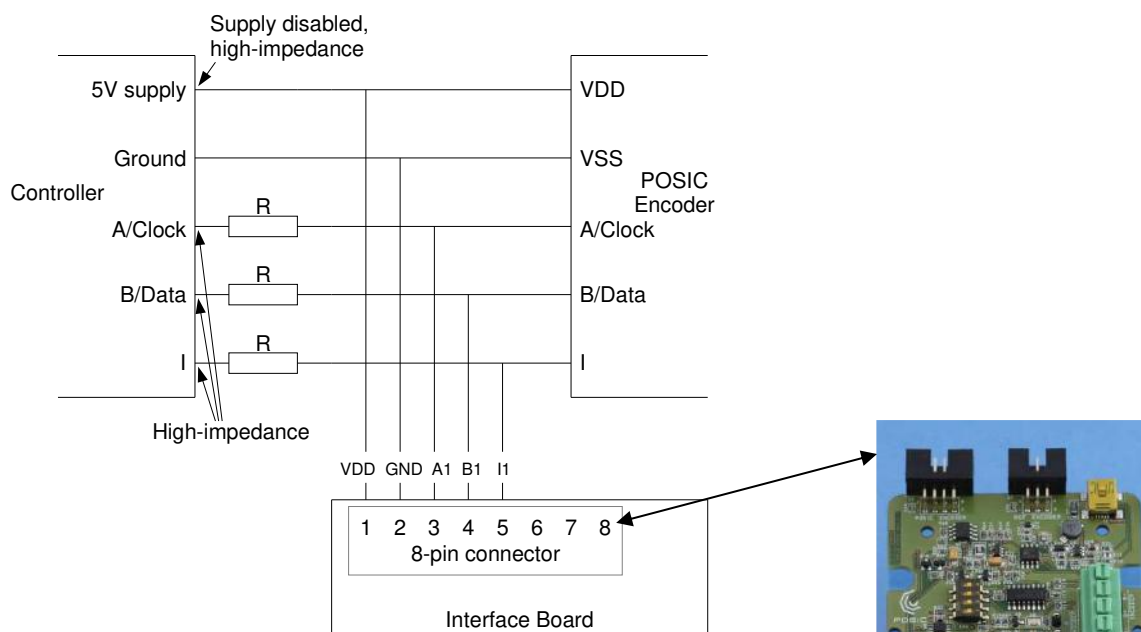 Supply disabled,
high-impedance
5V supply
VDD
Ground
VSS
Controller
POSIC
Encoder
R
A/Clock
A/Clock
R
B/Data
B/Data
R
I
I
High-impedance
VDD GND A1 B1 I1
1 2 3 4 5 6 7 8
8-pin connector
Interface Board
POSIC